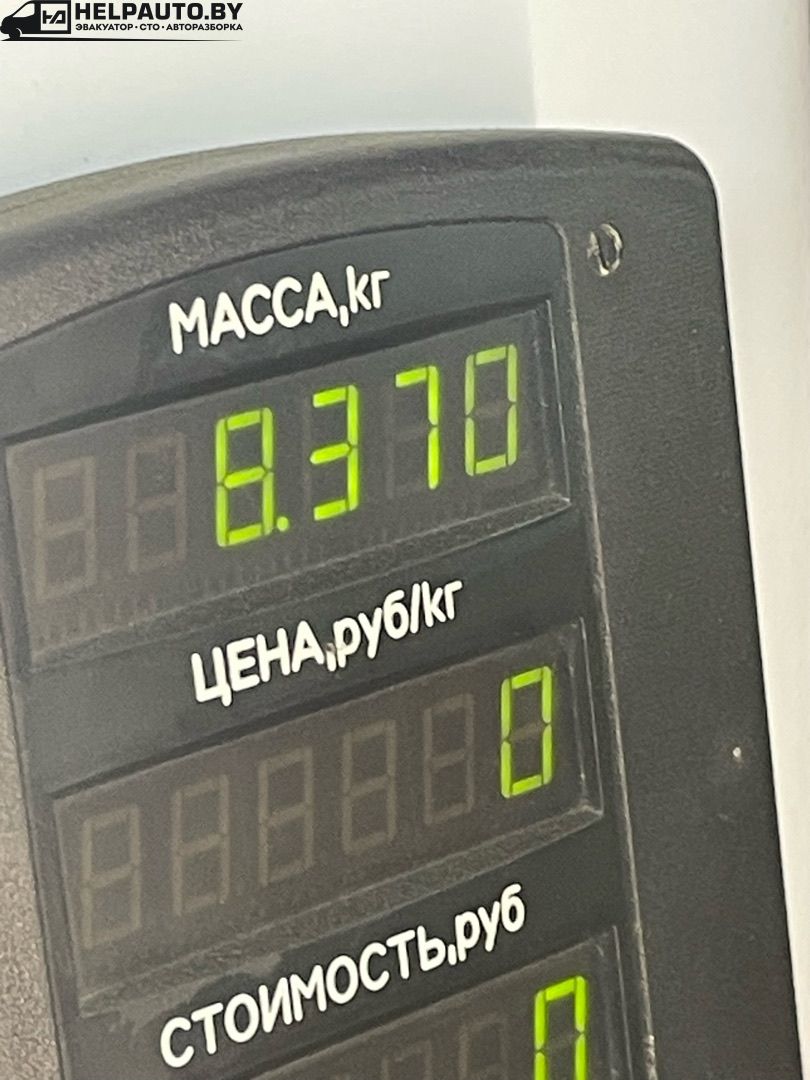 HELPAUTO.BY
ЭВАКУАТОР • СТО • АВТОРАЗБОРКА
МАССА,кг
8.370
ЦЕНА,руб/кг
0
СТОИМОСТЬ,руб
0